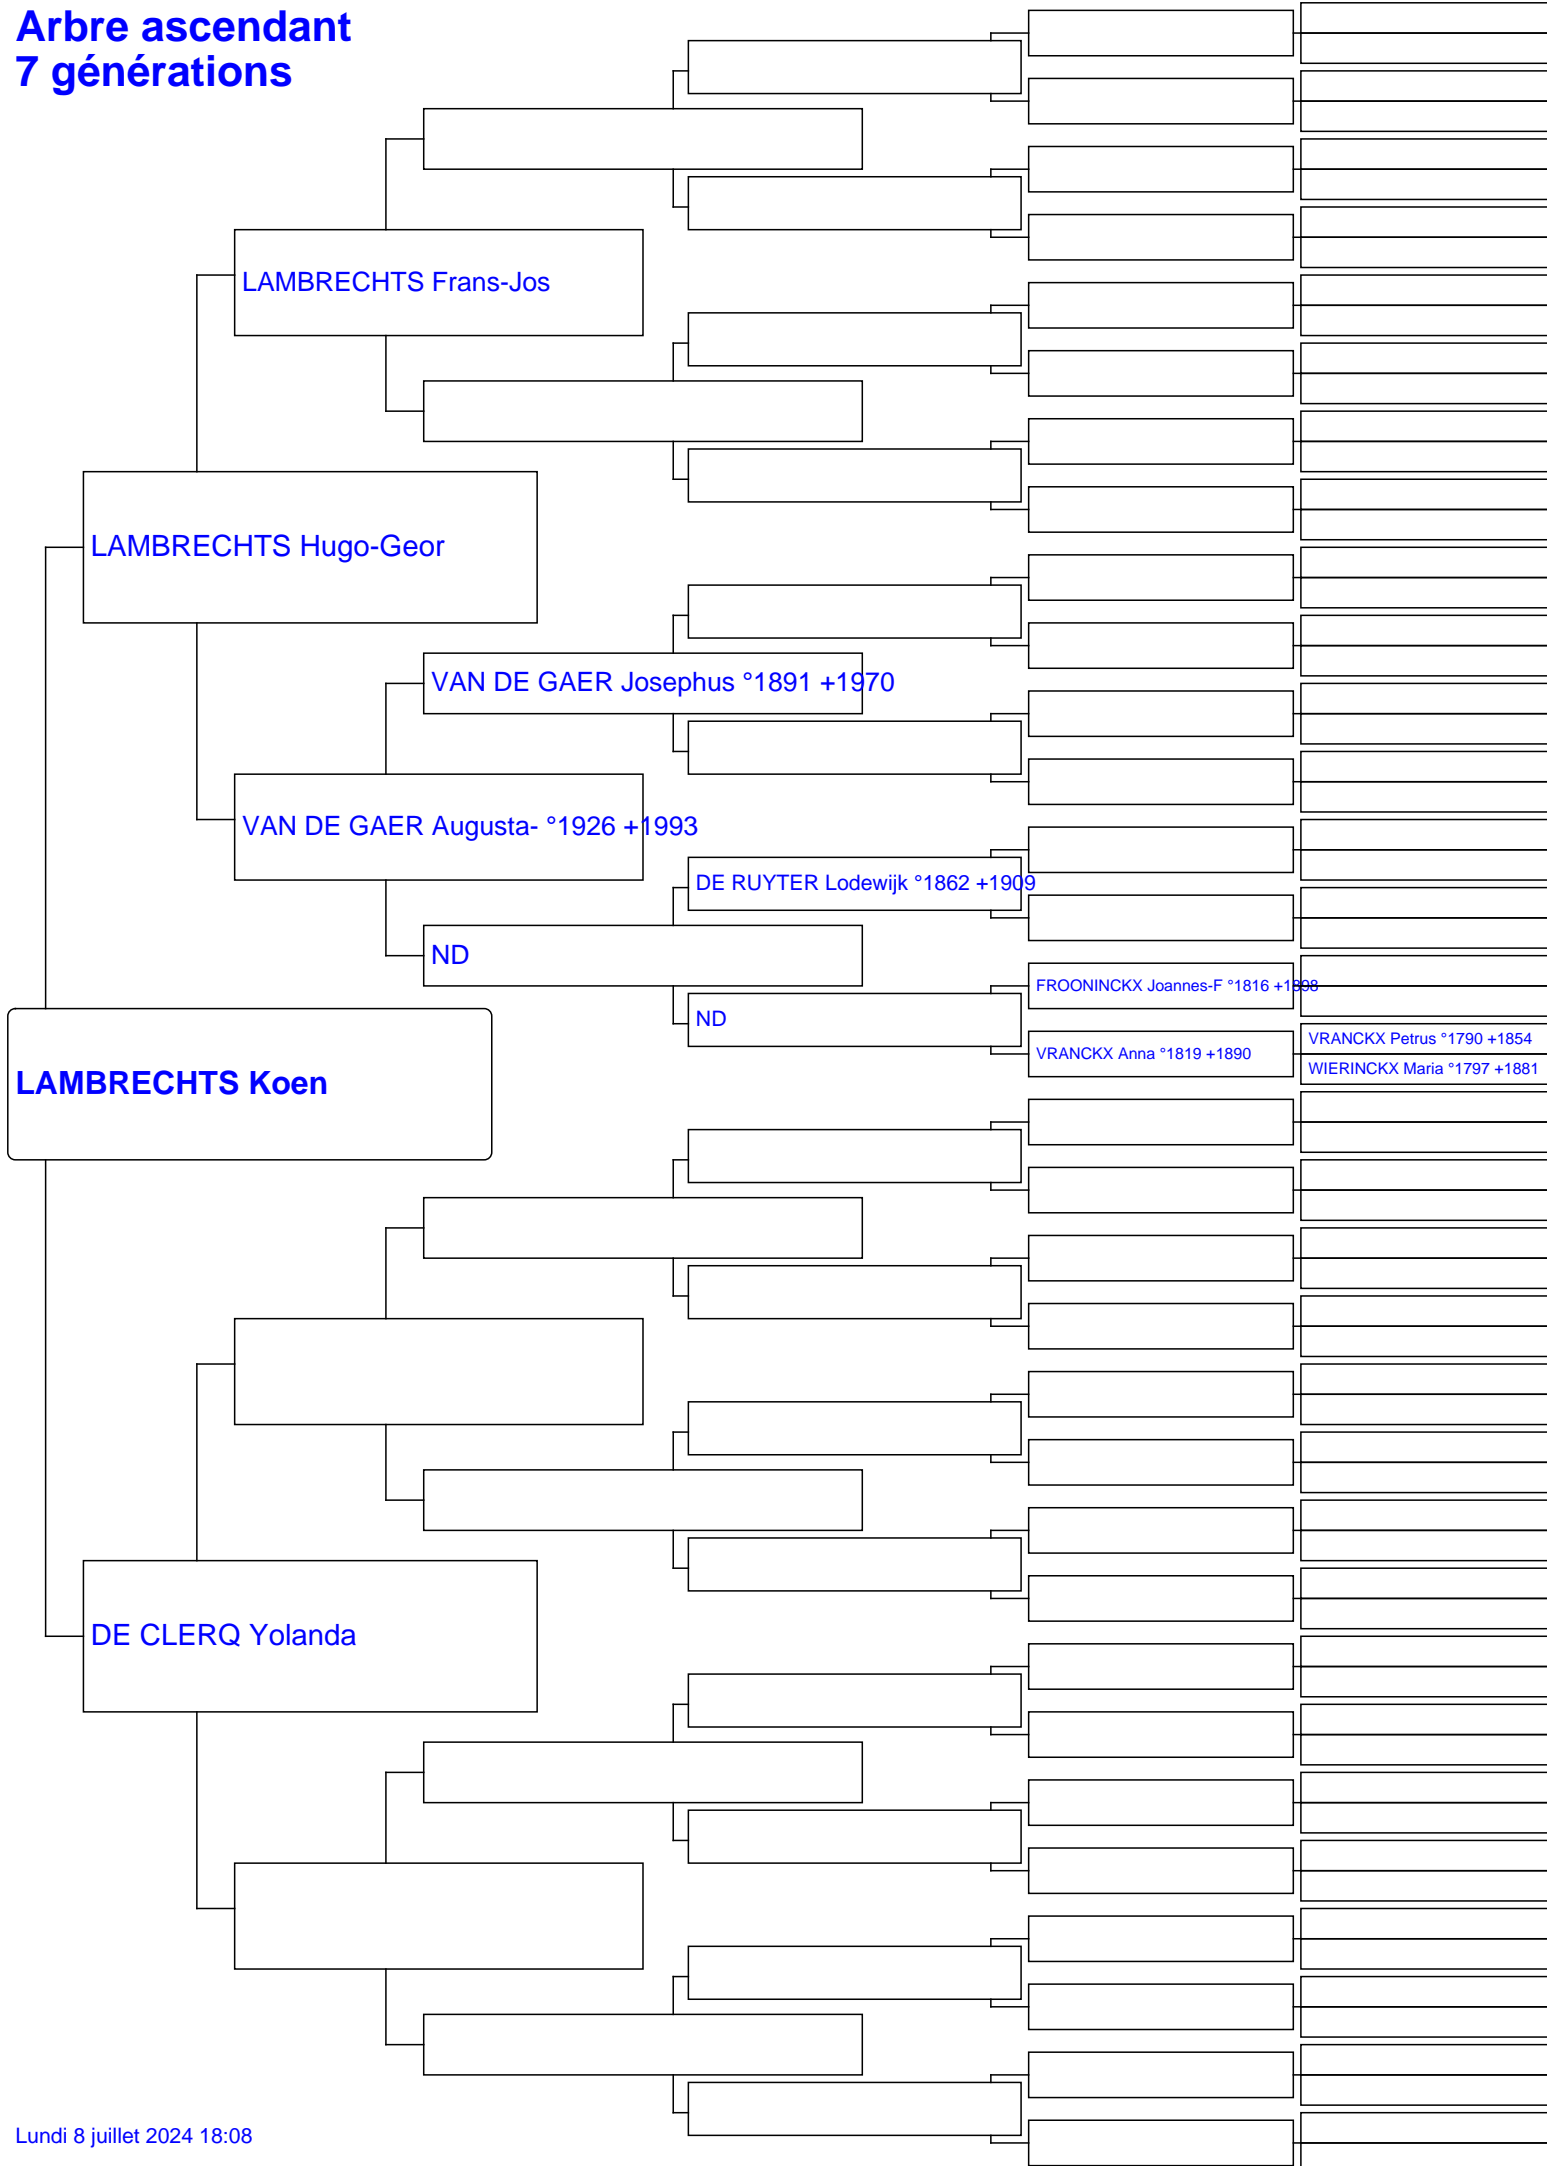 Arbre ascendant
7 générations
LAMBRECHTS Frans-Jos
LAMBRECHTS Hugo-Geor
VAN DE GAER Josephus °1891 +1970
VAN DE GAER Augusta- °1926 +1993
DE RUYTER Lodewijk °1862 +1909
ND
FROONINCKX Joannes-F °1816 +1898
ND
VRANCKX Petrus °1790 +1854
VRANCKX Anna °1819 +1890
WIERINCKX Maria °1797 +1881
LAMBRECHTS Koen
DE CLERQ Yolanda
Lundi 8 juillet 2024 18:08